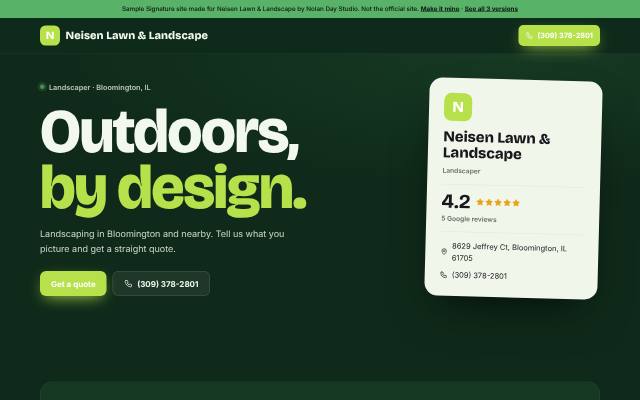 Sample Signature site made for Neisen Lawn & Landscape by Nolan Day Studio. Not the official site. Make it mine · See all 3 versions
N Neisen Lawn & Landscape
(309) 378-2801
Landscaper · Bloomington, IL
Outdoors,
by design.
Landscaping in Bloomington and nearby. Tell us what you
picture and get a straight quote.
Get a quote
(309) 378-2801
N
Neisen Lawn &
Landscape
Landscaper
4.2
5 Google reviews
8629 Jeffrey Ct, Bloomington, IL
61705
(309) 378-2801